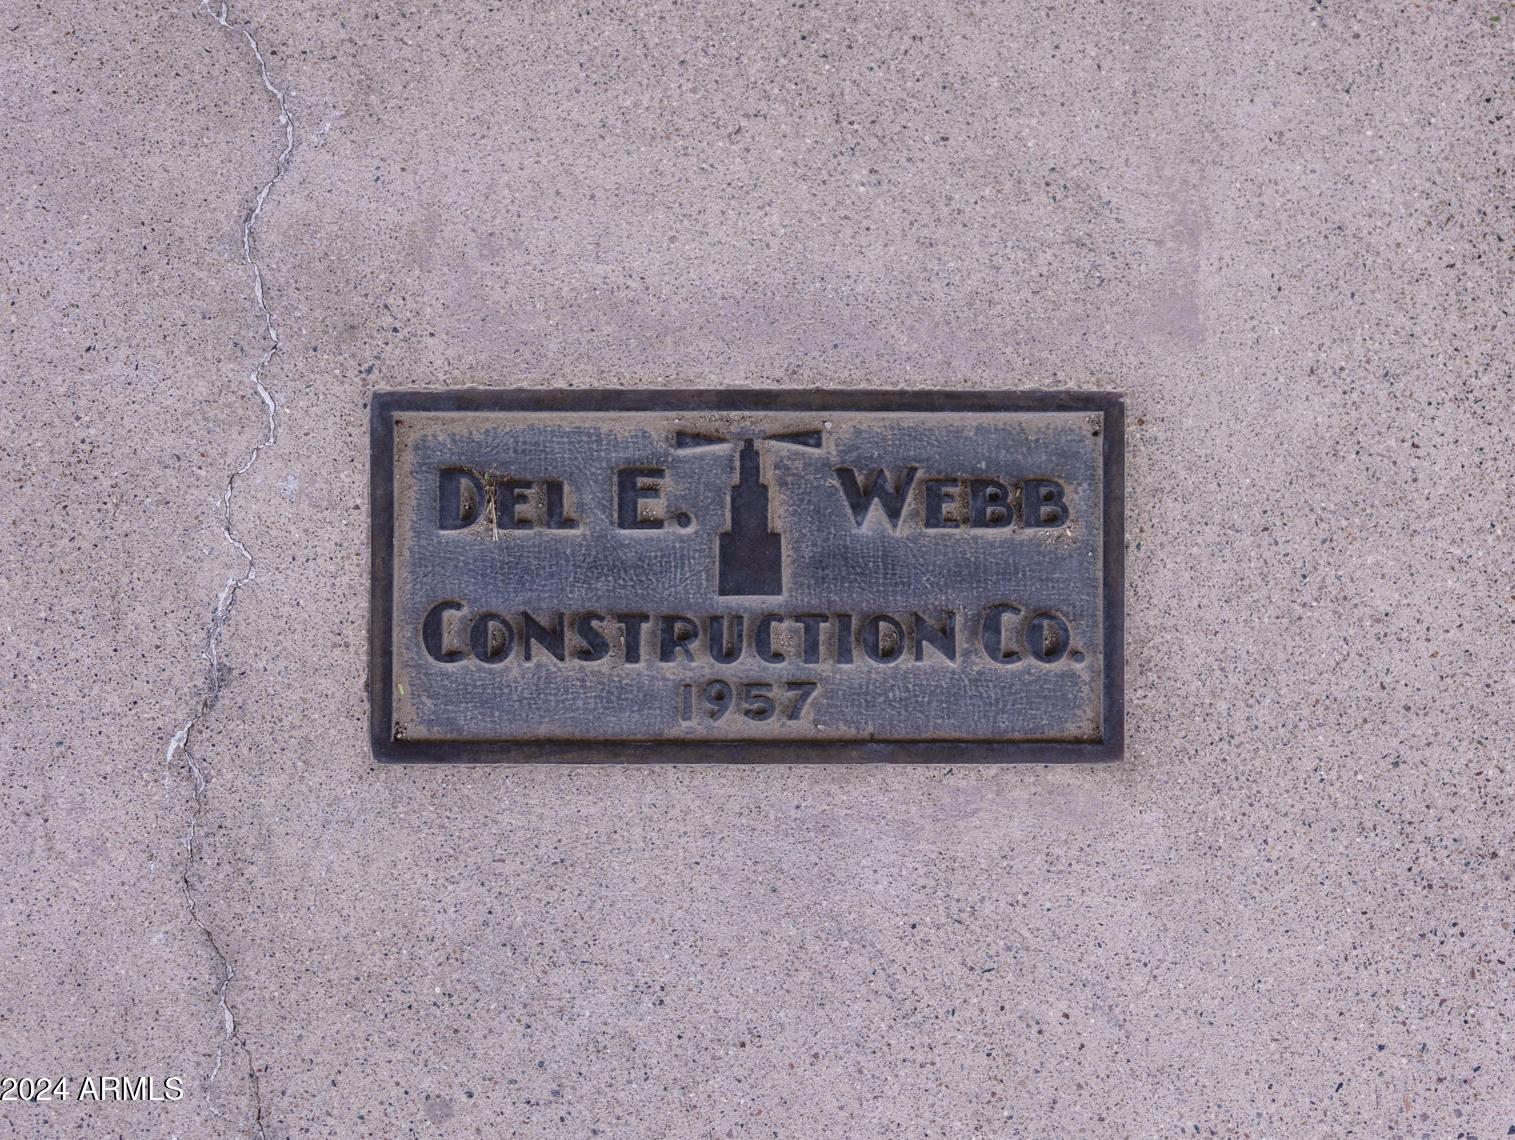 DEL E. WEBB
CONSTRUCTION CO.
1957
2024 ARMLS